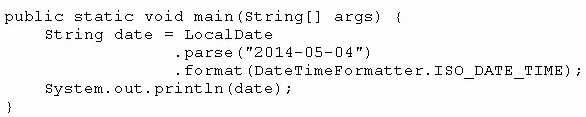 public static void main(String[] args) {
    String date = LocalDate
                .parse("2014-05-04")
                .format(DateTimeFormatter.ISO_DATE_TIME);
    System.out.println(date);
}